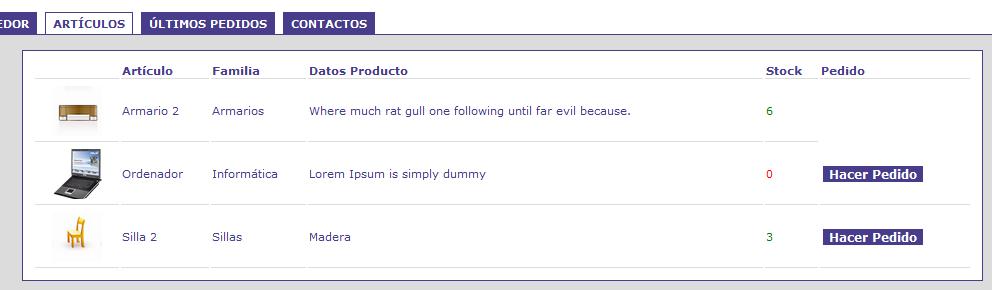 EDOR ARTÍCULOS ÚLTIMOS PEDIDOS CONTACTOS
Artículo Familia Datos Producto Stock Pedido
Armario 2 Armarios Where much rat gull one following until far evil because. 6
Ordenador Informática Lorem Ipsum is simply dummy 0 Hacer Pedido
Silla 2 Sillas Madera 3 Hacer Pedido